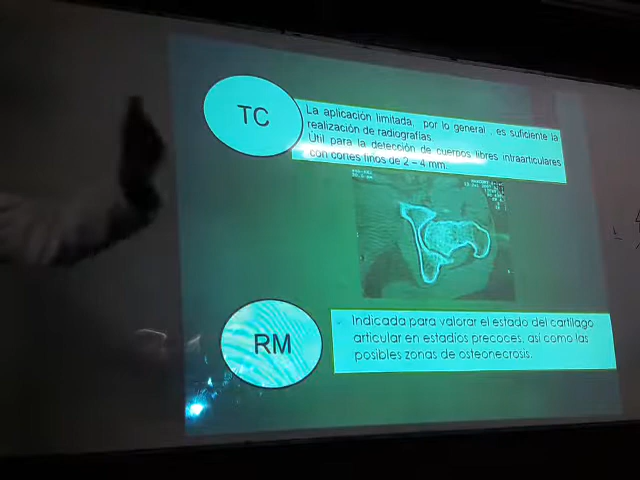 TC
La aplicación limitada, por lo general , es suficiente la
realización de radiografías.
Útil para la detección de cuerpos libres intraarticulares
con cortes finos de 2 – 4 mm.
RM
Indicada para valorar el estado del cartílago
articular en estadios precoces, así como las
posibles zonas de osteonecrosis.